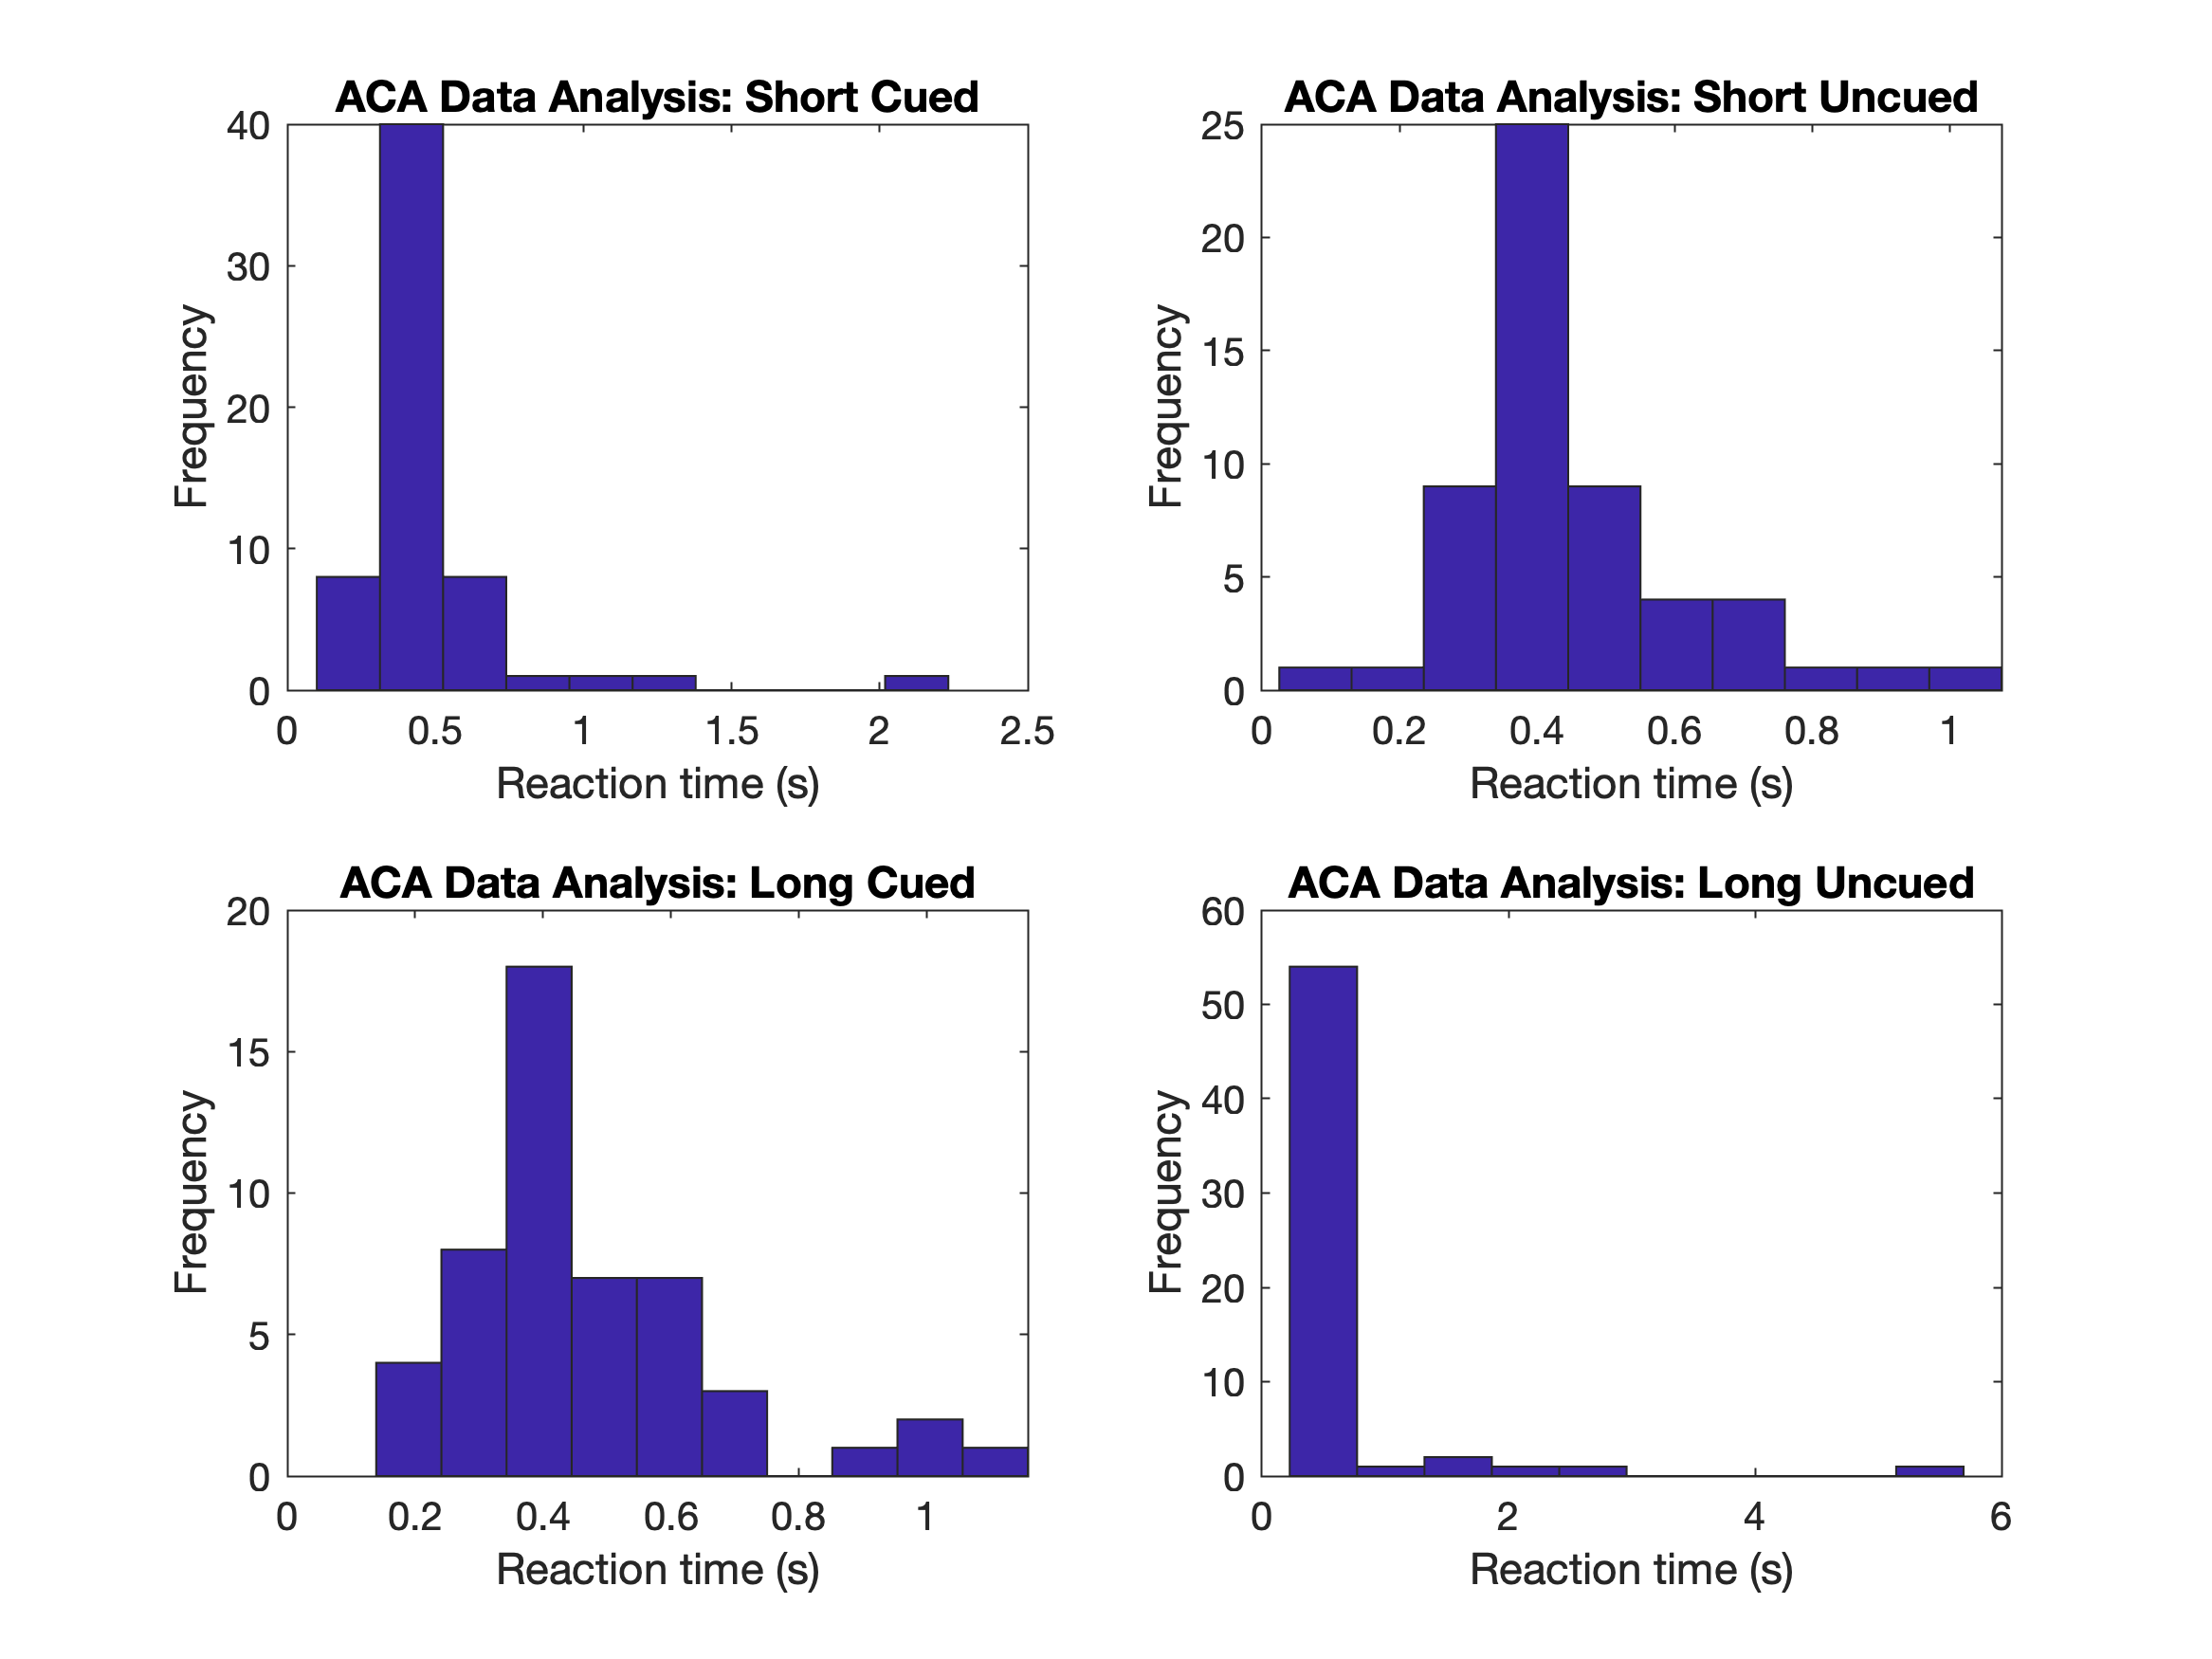 ACA Data Analysis: Short Cued
40
30
20
10
0
Frequency
0 0.5 1 1.5 2 2.5
Reaction time (s)
ACA Data Analysis: Short Uncued
25
20
15
10
5
0
Frequency
0 0.2 0.4 0.6 0.8 1
Reaction time (s)
ACA Data Analysis: Long Cued
20
15
10
5
0
Frequency
0 0.2 0.4 0.6 0.8 1
Reaction time (s)
ACA Data Analysis: Long Uncued
60
50
40
30
20
10
0
Frequency
0 2 4 6
Reaction time (s)